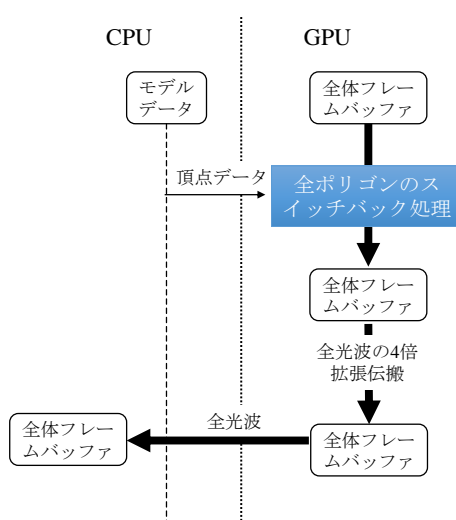 CPU
GPU
モデル
データ
全体フレー
ムバッファ
頂点データ
全ポリゴンのス
イッチバック処理
全体フレー
ムバッファ
全光波の4倍
拡張伝搬
全光波
全体フレー
ムバッファ
全体フレー
ムバッファ